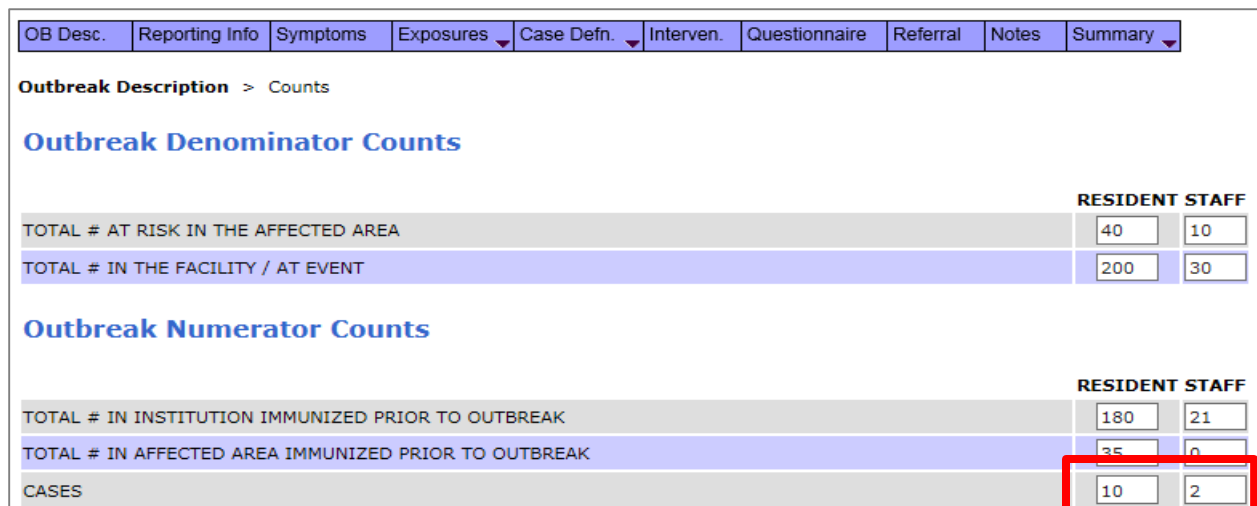 OB Desc. Reporting Info Symptoms Exposures Case Defn. Interven. Questionnaire Referral Notes Summary
Outbreak Description > Counts
Outbreak Denominator Counts
RESIDENT STAFF
TOTAL # AT RISK IN THE AFFECTED AREA 40 10
TOTAL # IN THE FACILITY / AT EVENT 200 30
Outbreak Numerator Counts
RESIDENT STAFF
TOTAL # IN INSTITUTION IMMUNIZED PRIOR TO OUTBREAK 180 21
TOTAL # IN AFFECTED AREA IMMUNIZED PRIOR TO OUTBREAK 35 0
CASES 10 2